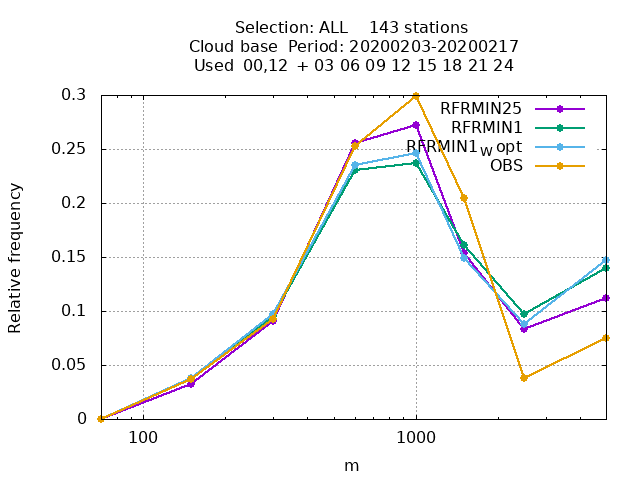 Selection: ALL    143 stations
Cloud base  Period: 20200203-20200217
Used  00,12  + 03 06 09 12 15 18 21 24
0.3
0.25
0.2
0.15
0.1
0.05
0
Relative frequency
RFRMIN25
RFRMIN1
RFRMIN1w opt
OBS
100
1000
m